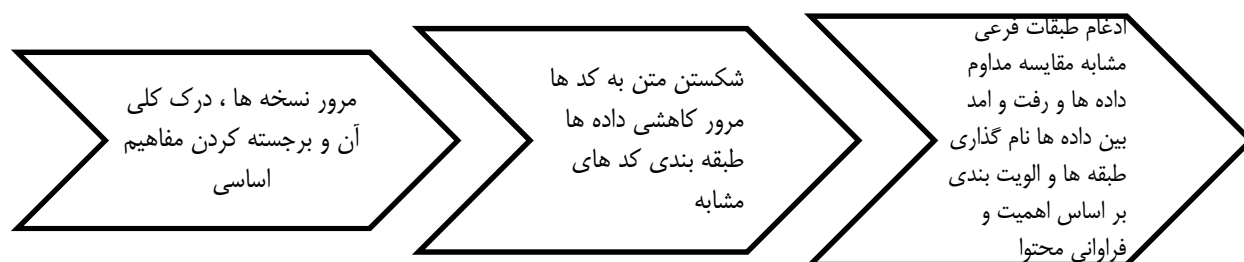 مرور نسخه ها ، درک کلی
آن و برجسته کردن مفاهیم
اساسی
شکستن متن به کد ها
مرور کاهشی داده ها
طبقه بندی کد های
مشابه
ادغام طبقات فرعی
مشابه مقایسه مداوم
داده ها و رفت و امد
بین داده ها نام گذاری
طبقه ها و الویت بندی
بر اساس اهمیت و
فراوانی محتوا